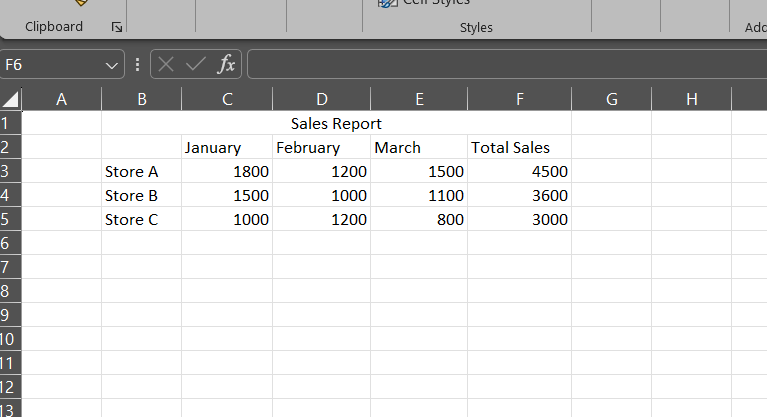 Cell Styles
Clipboard Styles
F6 fx
A B C D E F G H
1 Sales Report
2 January February March Total Sales
3 Store A 1800 1200 1500 4500
4 Store B 1500 1000 1100 3600
5 Store C 1000 1200 800 3000
6
7
8
9
10
11
12
13